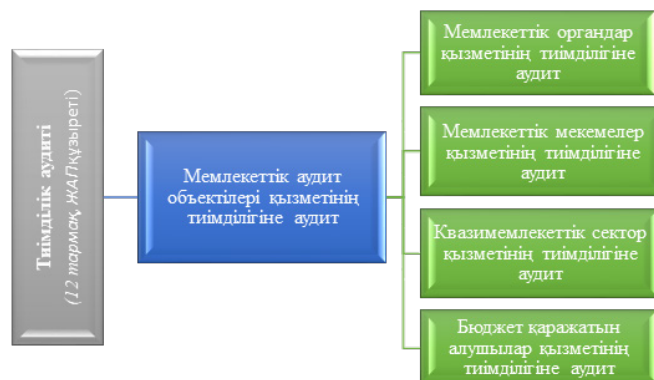 Тиімділік аудиті
(12 тармақ, ЖАП құзыреті)
Мемлекеттік аудит
объектілері қызметінің
тиімділігіне аудит
Мемлекеттік органдар
қызметінің тиімділігіне
аудит
Мемлекеттік мекемелер
қызметінің тиімділігіне
аудит
Квазимемлекеттік сектор
қызметінің тиімділігіне
аудит
Бюджет қаражатын
алушылар қызметінің
тиімділігіне аудит